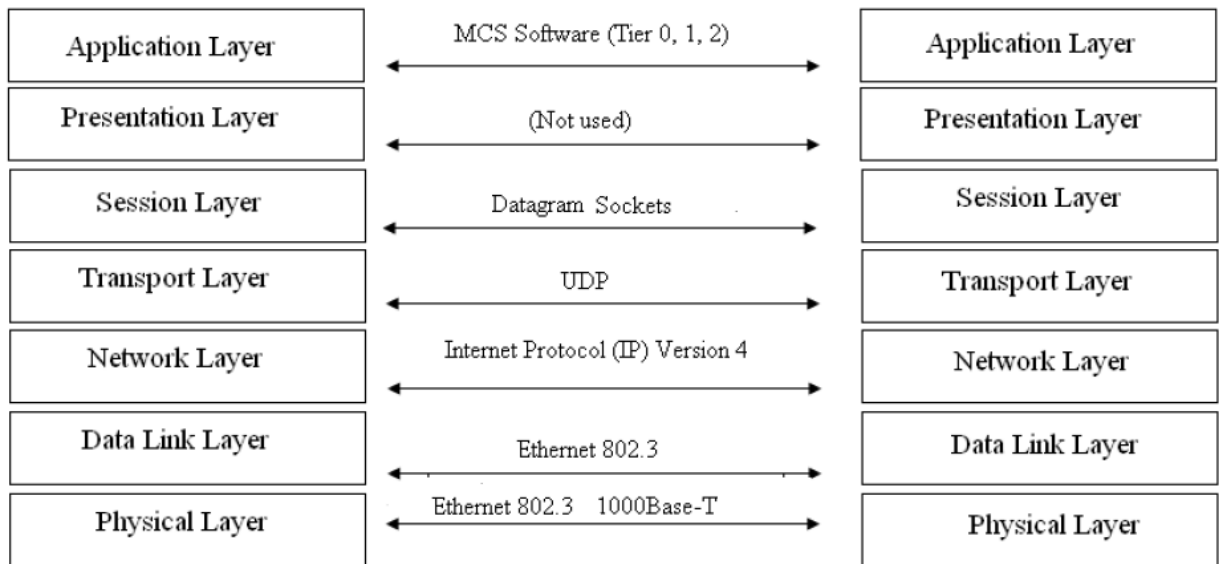 Application Layer
MCS Software (Tier 0, 1, 2)
Application Layer
Presentation Layer
(Not used)
Presentation Layer
Session Layer
Datagram Sockets
Session Layer
Transport Layer
UDP
Transport Layer
Network Layer
Internet Protocol (IP) Version 4
Network Layer
Data Link Layer
Ethernet 802.3
Data Link Layer
Physical Layer
Ethernet 802.3 1000Base-T
Physical Layer